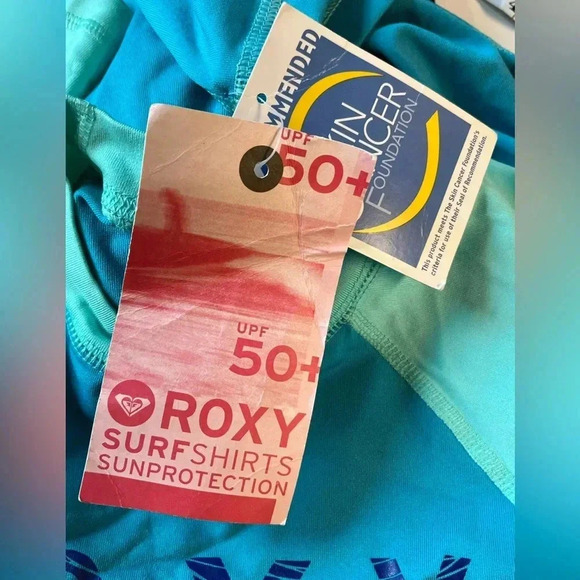 RECOMMENDED
SKIN
CANCER
FOUNDATION
This product meets The Skin Cancer Foundation's
criteria for use of their Seal of Recommendation.
UPF
50+
UPF
50+
ROXY
SURFSHIRTS
SUNPROTECTION